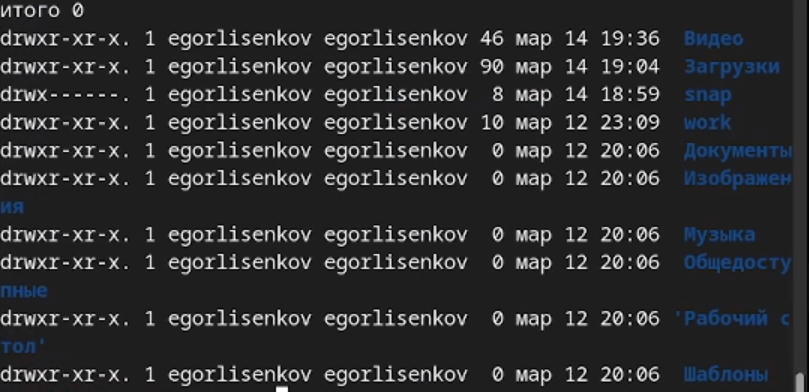 итого 0
drwxr-xr-x. 1 egorlisenkov egorlisenkov 46 мар 14 19:36  Видео
drwxr-xr-x. 1 egorlisenkov egorlisenkov 90 мар 14 19:04  Загрузки
drwx------. 1 egorlisenkov egorlisenkov  8 мар 14 18:59  snap
drwxr-xr-x. 1 egorlisenkov egorlisenkov 10 мар 12 23:09  work
drwxr-xr-x. 1 egorlisenkov egorlisenkov  0 мар 12 20:06  Документы
drwxr-xr-x. 1 egorlisenkov egorlisenkov  0 мар 12 20:06  Изображен
ия
drwxr-xr-x. 1 egorlisenkov egorlisenkov  0 мар 12 20:06  Музыка
drwxr-xr-x. 1 egorlisenkov egorlisenkov  0 мар 12 20:06  Общедосту
пные
drwxr-xr-x. 1 egorlisenkov egorlisenkov  0 мар 12 20:06 'Рабочий с
тол'
drwxr-xr-x. 1 egorlisenkov egorlisenkov  0 мар 12 20:06  Шаблоны